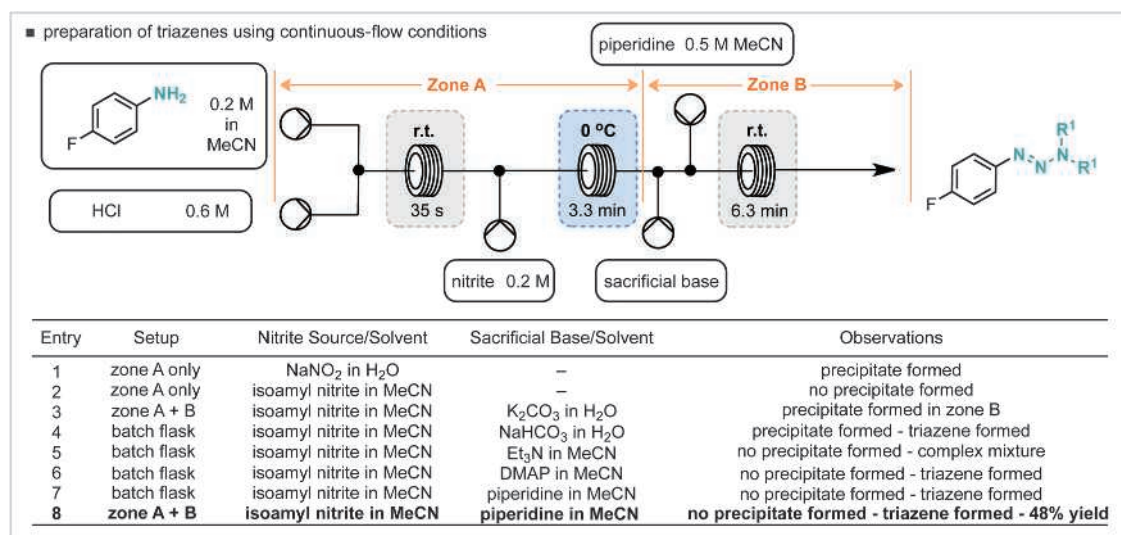 ■ preparation of triazenes using continuous-flow conditions
piperidine 0.5 M MeCN
Zone A
Zone B
NH2
F
0.2 M
in
MeCN
HCl 0.6 M
r.t.
35 s
0 ºC
3.3 min
r.t.
6.3 min
nitrite 0.2 M
sacrificial base
F
N
N
N
R1
R1
Entry Setup Nitrite Source/Solvent Sacrificial Base/Solvent Observations
1 zone A only NaNO2 in H2O – precipitate formed
2 zone A only isoamyl nitrite in MeCN – no precipitate formed
3 zone A + B isoamyl nitrite in MeCN K2CO3 in H2O precipitate formed in zone B
4 batch flask isoamyl nitrite in MeCN NaHCO3 in H2O precipitate formed - triazene formed
5 batch flask isoamyl nitrite in MeCN Et3N in MeCN no precipitate formed - complex mixture
6 batch flask isoamyl nitrite in MeCN DMAP in MeCN no precipitate formed - triazene formed
7 batch flask isoamyl nitrite in MeCN piperidine in MeCN no precipitate formed - triazene formed
8 zone A + B isoamyl nitrite in MeCN piperidine in MeCN no precipitate formed - triazene formed - 48% yield